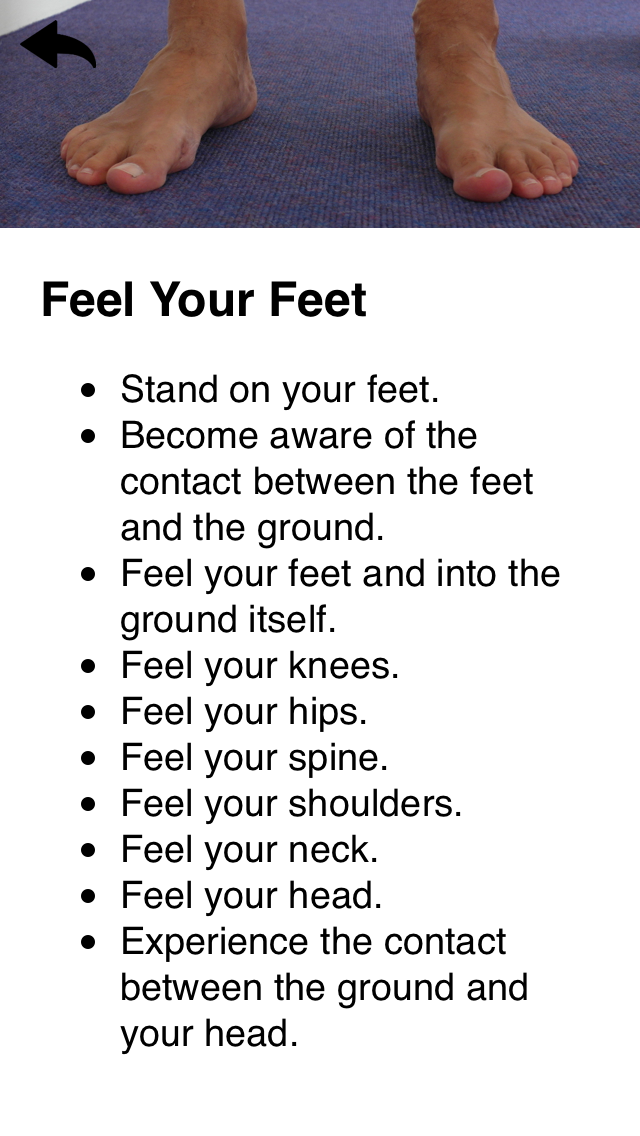 Feel Your Feet
• Stand on your feet.
• Become aware of the
contact between the feet
and the ground.
• Feel your feet and into the
ground itself.
• Feel your knees.
• Feel your hips.
• Feel your spine.
• Feel your shoulders.
• Feel your neck.
• Feel your head.
• Experience the contact
between the ground and
your head.